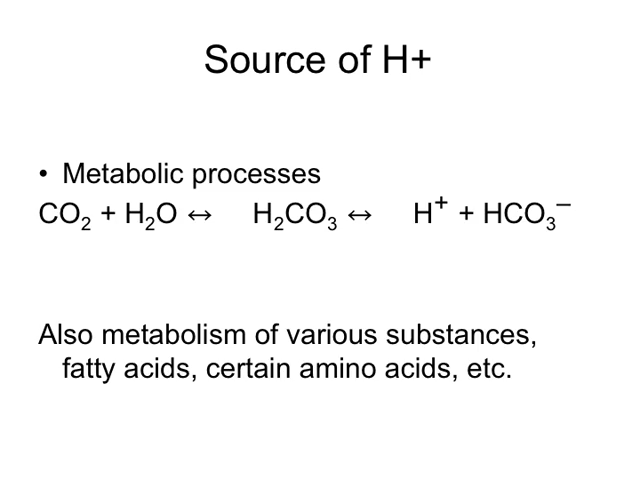 Source of H+
• Metabolic processes
CO₂ + H₂O ↔ H₂CO₃ ↔ H⁺ + HCO₃⁻
Also metabolism of various substances,
fatty acids, certain amino acids, etc.